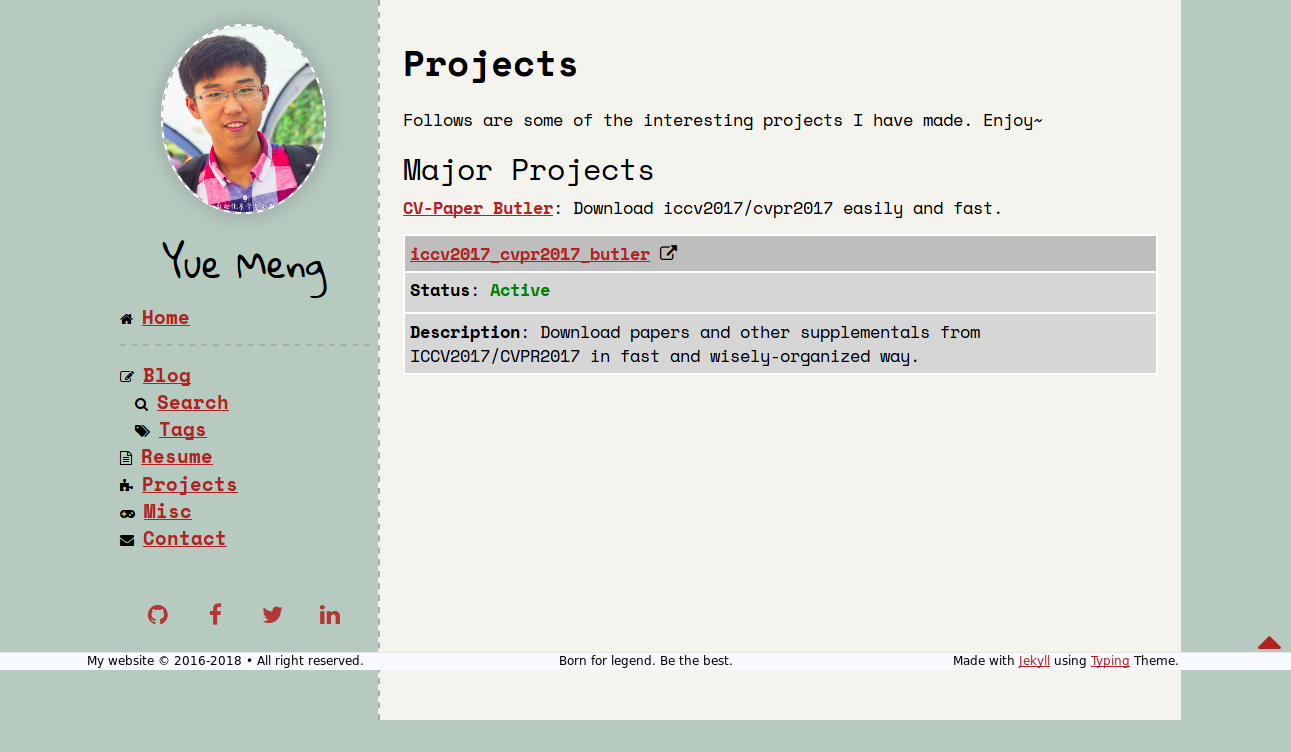 Yue Meng
Home
Blog
Search
Tags
Resume
Projects
Misc
Contact
Projects
Follows are some of the interesting projects I have made. Enjoy~
Major Projects
CV-Paper Butler: Download iccv2017/cvpr2017 easily and fast.
iccv2017_cvpr2017_butler
Status: Active
Description: Download papers and other supplementals from
ICCV2017/CVPR2017 in fast and wisely-organized way.
My website © 2016-2018 • All right reserved.
Born for legend. Be the best.
Made with Jekyll using Typing Theme.